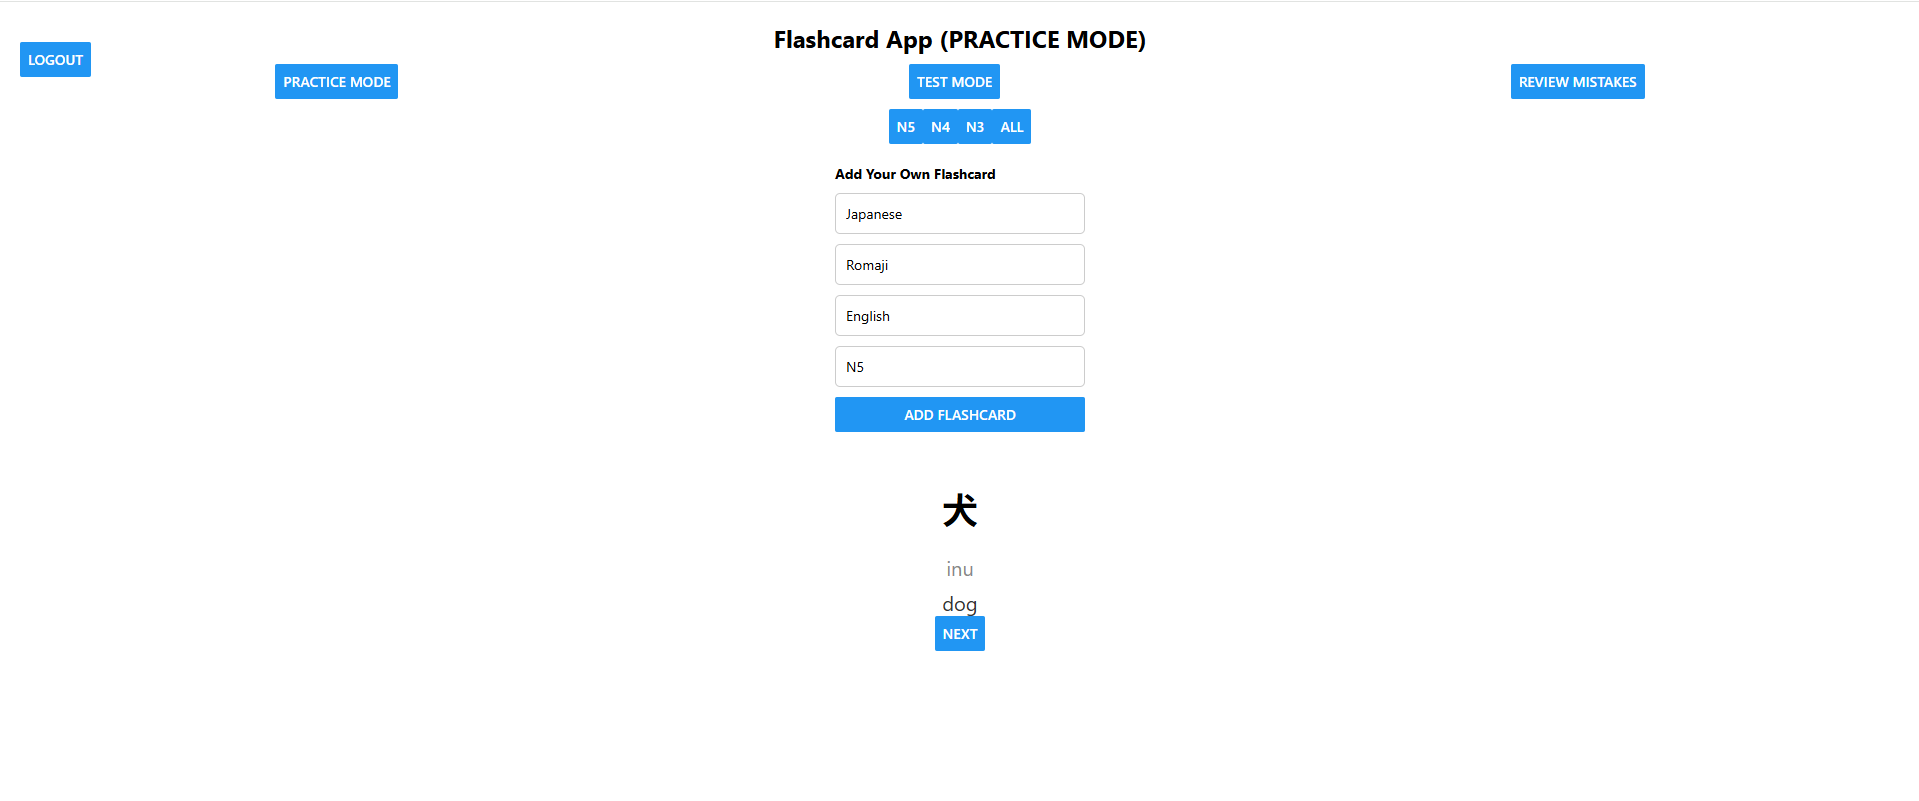 Flashcard App (PRACTICE MODE)
LOGOUT
PRACTICE MODE TEST MODE REVIEW MISTAKES
N5 N4 N3 ALL
Add Your Own Flashcard
Japanese
Romaji
English
N5
ADD FLASHCARD
犬
inu
dog
NEXT